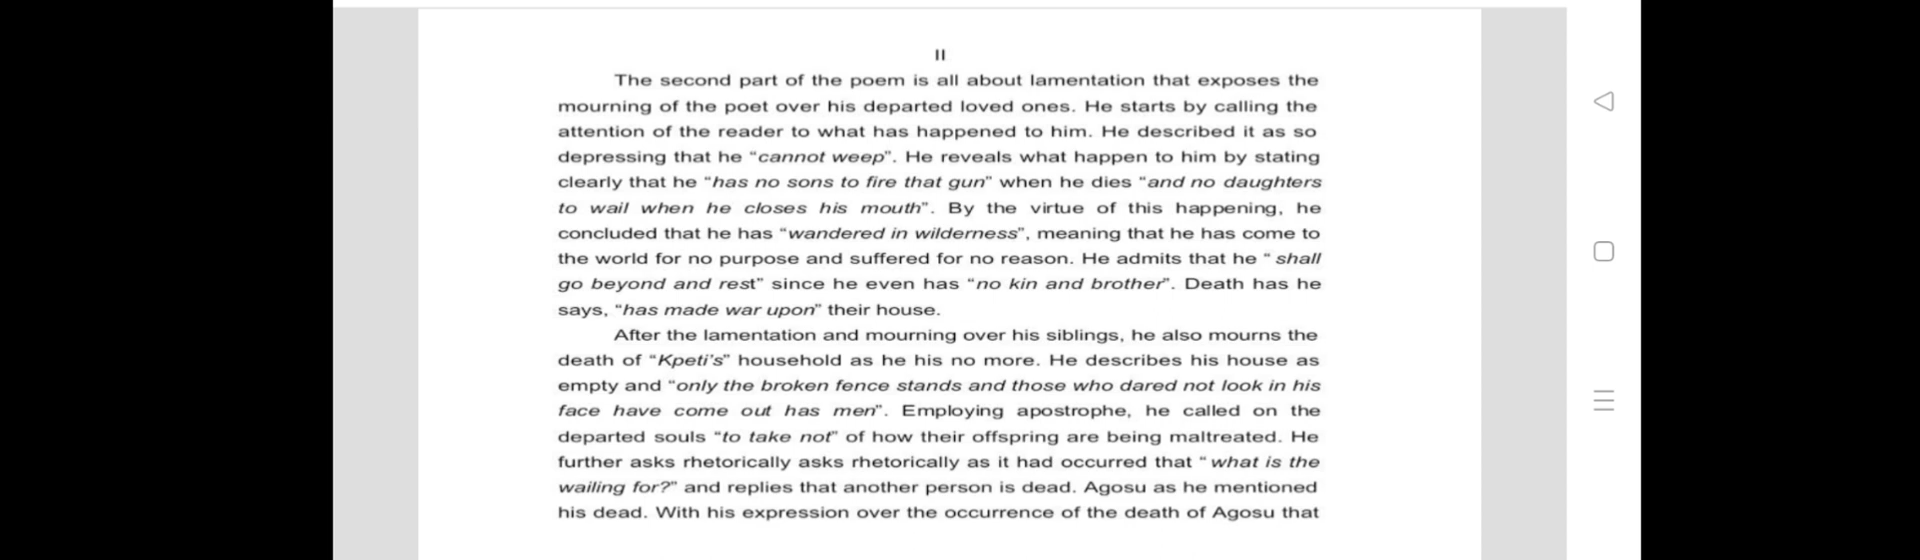 II
The second part of the poem is all about lamentation that exposes the
mourning of the poet over his departed loved ones. He starts by calling the
attention of the reader to what has happened to him. He described it as so
depressing that he “cannot weep”. He reveals what happen to him by stating
clearly that he “has no sons to fire that gun” when he dies “and no daughters
to wail when he closes his mouth”. By the virtue of this happening, he
concluded that he has “wandered in wilderness”, meaning that he has come to
the world for no purpose and suffered for no reason. He admits that he “ shall
go beyond and rest” since he even has “no kin and brother”. Death has he
says, “has made war upon” their house.
After the lamentation and mourning over his siblings, he also mourns the
death of “Kpeti’s” household as he his no more. He describes his house as
empty and “only the broken fence stands and those who dared not look in his
face have come out has men”. Employing apostrophe, he called on the
departed souls “to take not” of how their offspring are being maltreated. He
further asks rhetorically asks rhetorically as it had occurred that “ what is the
wailing for?” and replies that another person is dead. Agosu as he mentioned
his dead. With his expression over the occurrence of the death of Agosu that